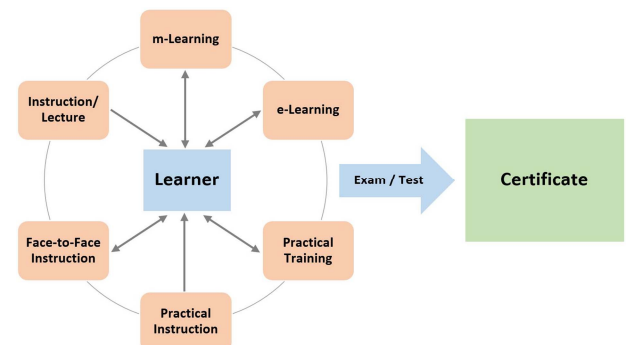 m-Learning
Instruction/
Lecture
e-Learning
Learner
Exam / Test
Certificate
Face-to-Face
Instruction
Practical
Training
Practical
Instruction